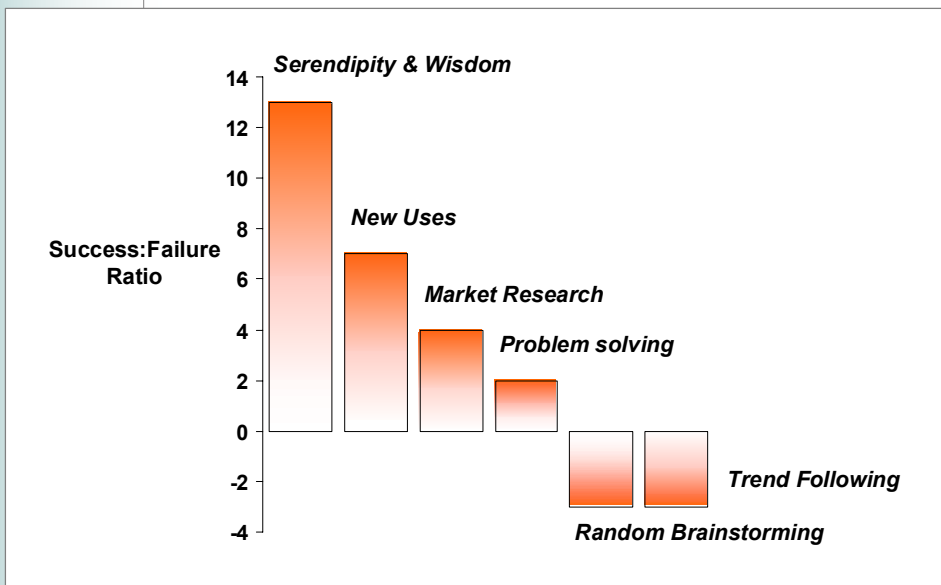 Serendipity & Wisdom
14
12
10
8
6
4
2
0
-2
-4
New Uses
Success:Failure
Ratio
Market Research
Problem solving
Trend Following
Random Brainstorming